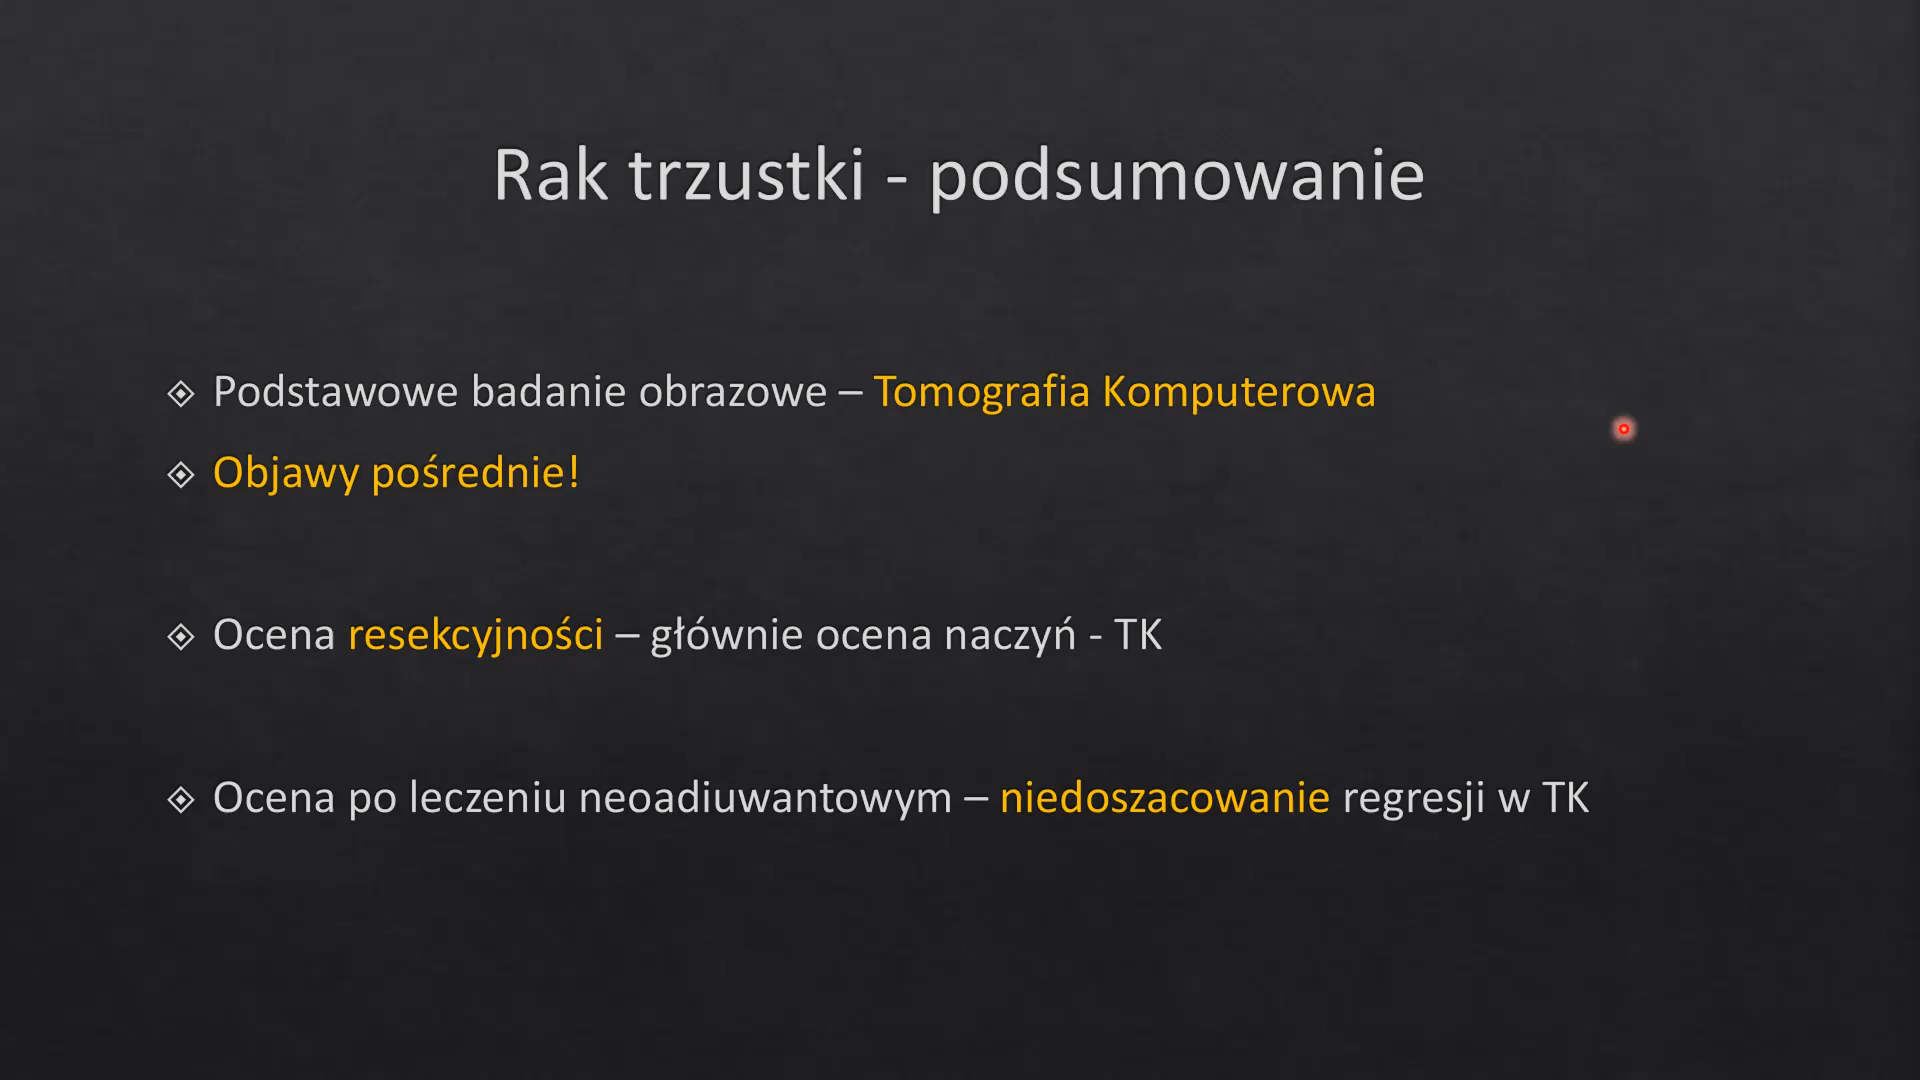 Rak trzustki - podsumowanie
Podstawowe badanie obrazowe – Tomografia Komputerowa
Objawy pośrednie!
Ocena resekcyjności – głównie ocena naczyń - TK
Ocena po leczeniu neoadiuwantowym – niedoszacowanie regresji w TK